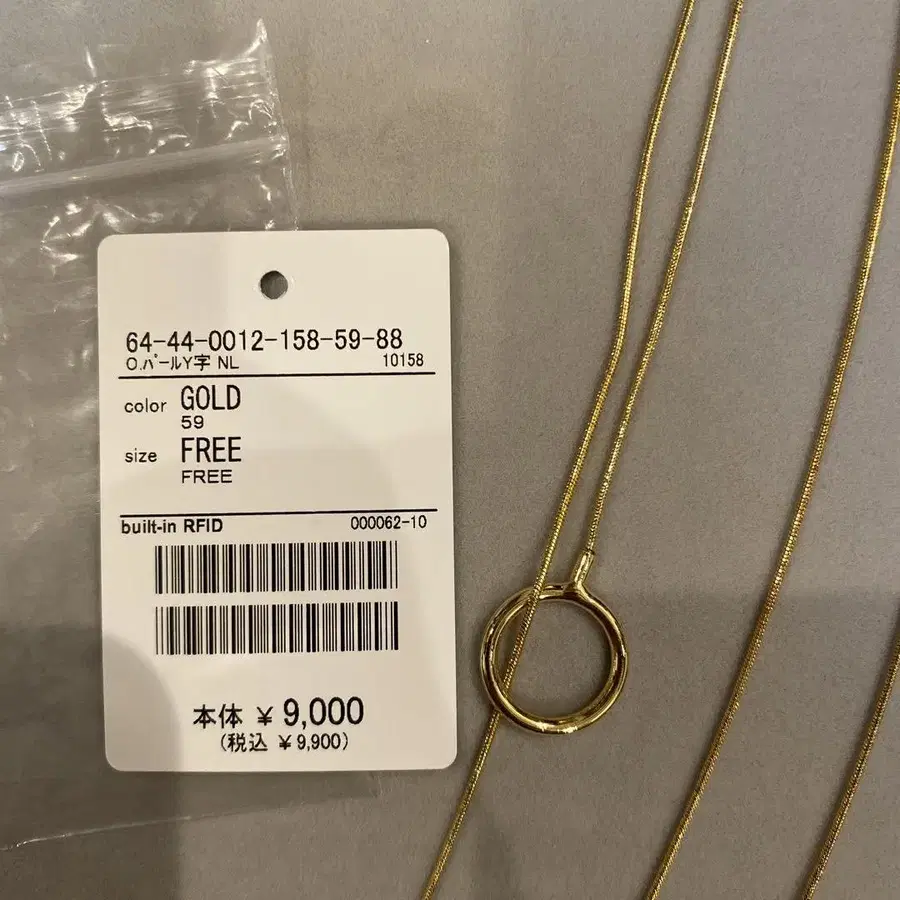 64-44-0012-158-59-88
O.ﾊﾟｰﾙY字 NL 10158
color GOLD
59
size FREE
FREE
built-in RFID 000062-10
本体 ¥ 9,000
(税込 ¥ 9,900)